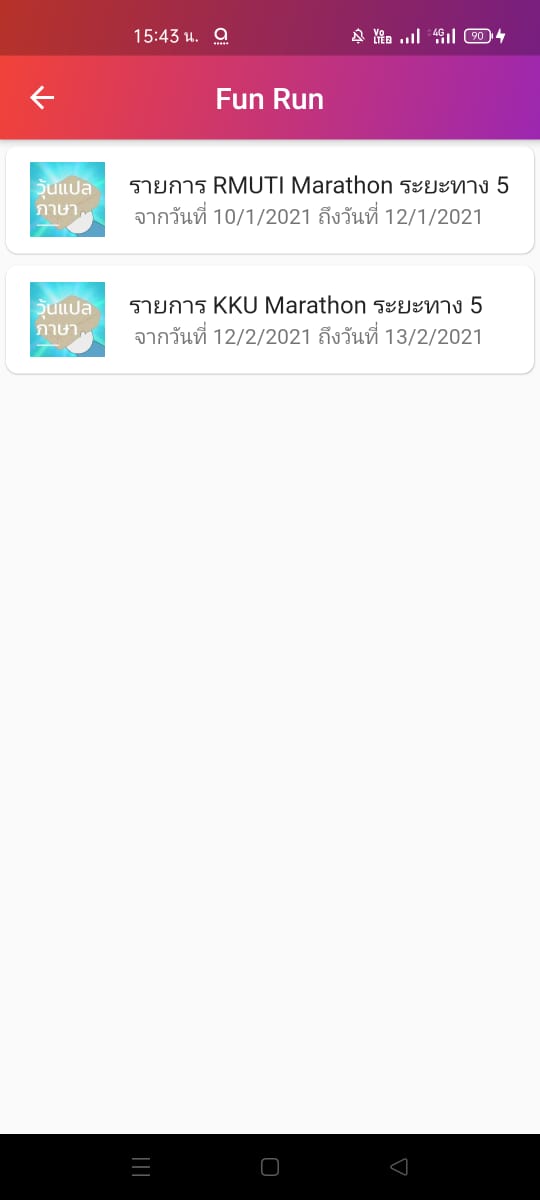 15:43 น.
VoLTE2 4G 90
Fun Run
วุ้นแปล
ภาษา
รายการ RMUTI Marathon ระยะทาง 5
จากวันที่ 10/1/2021 ถึงวันที่ 12/1/2021
วุ้นแปล
ภาษา
รายการ KKU Marathon ระยะทาง 5
จากวันที่ 12/2/2021 ถึงวันที่ 13/2/2021